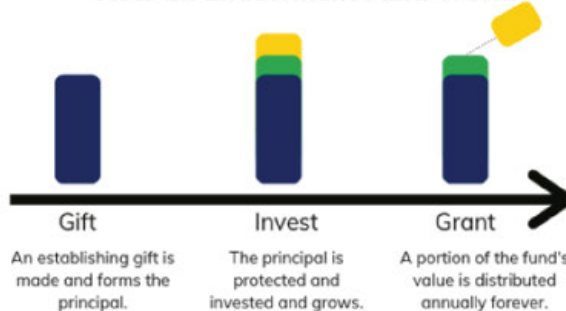 Gift
Invest
Grant
An establishing gift is
made and forms the
principal.
The principal is
protected and
invested and grows.
A portion of the fund's
value is distributed
annually forever.